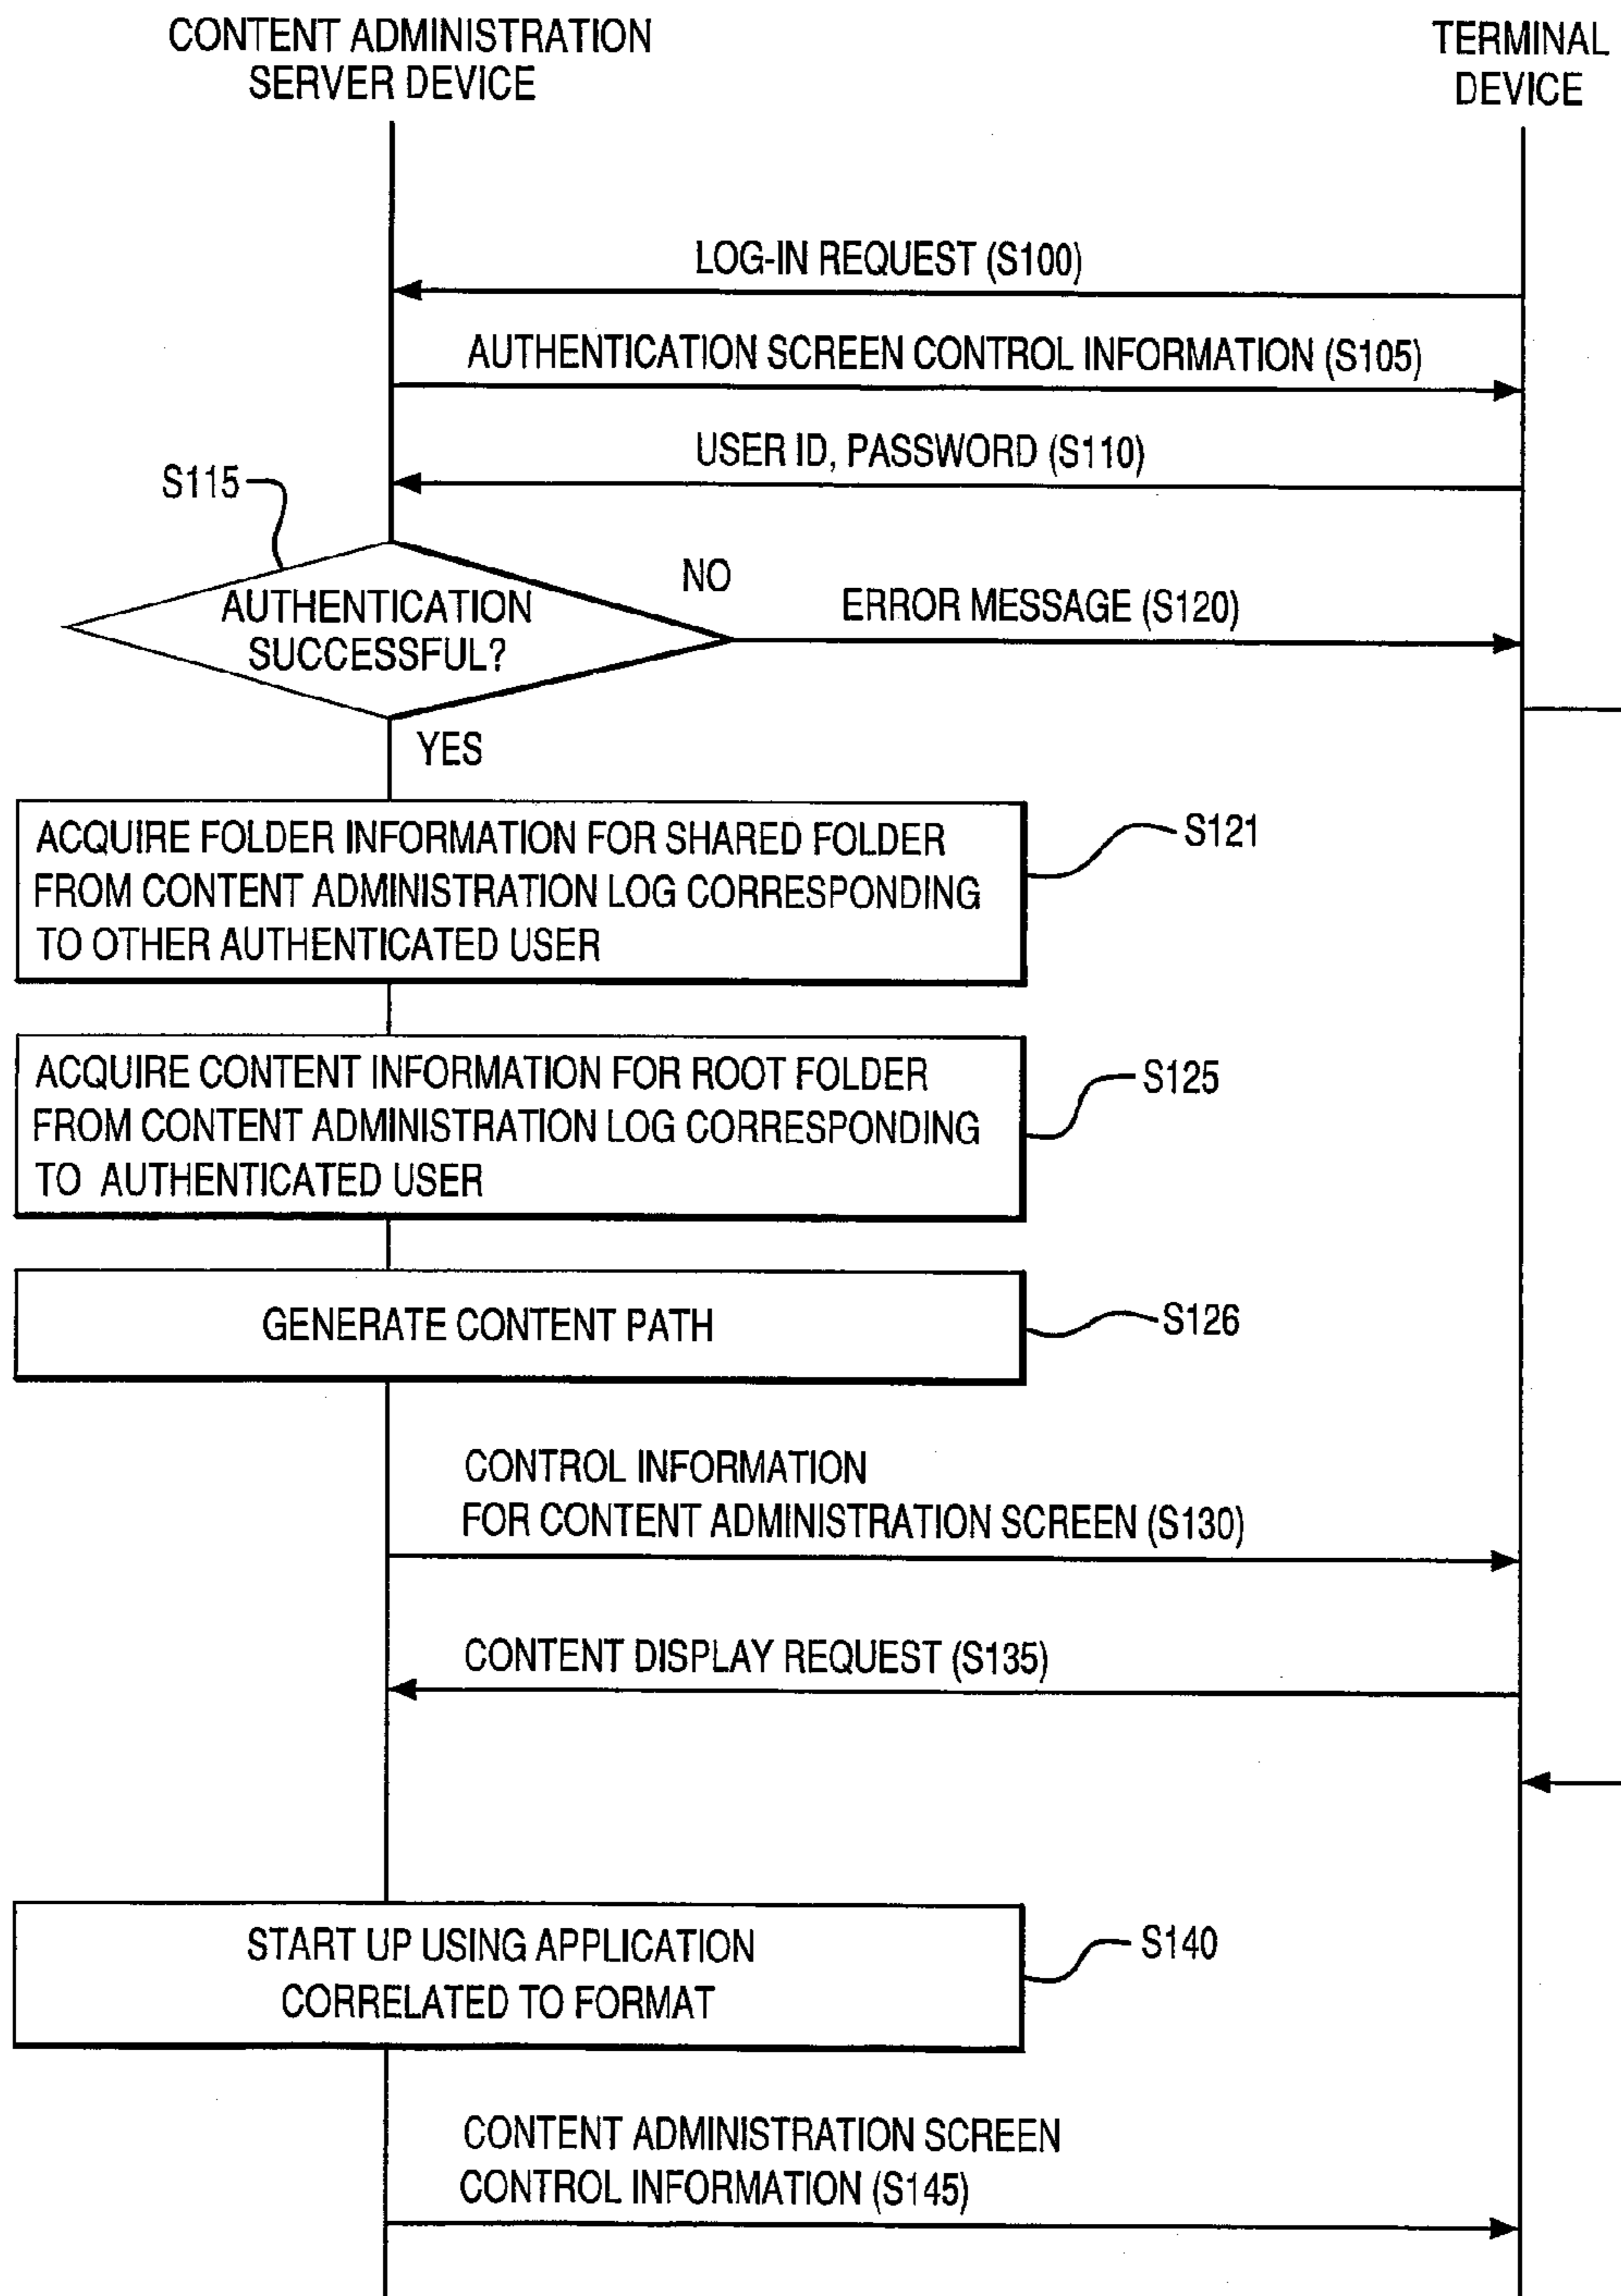 CONTENT ADMINISTRATION
SERVER DEVICE
TERMINAL
DEVICE
LOG-IN REQUEST (S100)
AUTHENTICATION SCREEN CONTROL INFORMATION (S105)
USER ID, PASSWORD (S110)
S115
AUTHENTICATION
SUCCESSFUL?
NO
ERROR MESSAGE (S120)
YES
ACQUIRE FOLDER INFORMATION FOR SHARED FOLDER
FROM CONTENT ADMINISTRATION LOG CORRESPONDING
TO OTHER AUTHENTICATED USER
S121
ACQUIRE CONTENT INFORMATION FOR ROOT FOLDER
FROM CONTENT ADMINISTRATION LOG CORRESPONDING
TO AUTHENTICATED USER
S125
GENERATE CONTENT PATH
S126
CONTROL INFORMATION
FOR CONTENT ADMINISTRATION SCREEN (S130)
CONTENT DISPLAY REQUEST (S135)
START UP USING APPLICATION
CORRELATED TO FORMAT
S140
CONTENT ADMINISTRATION SCREEN
CONTROL INFORMATION (S145)